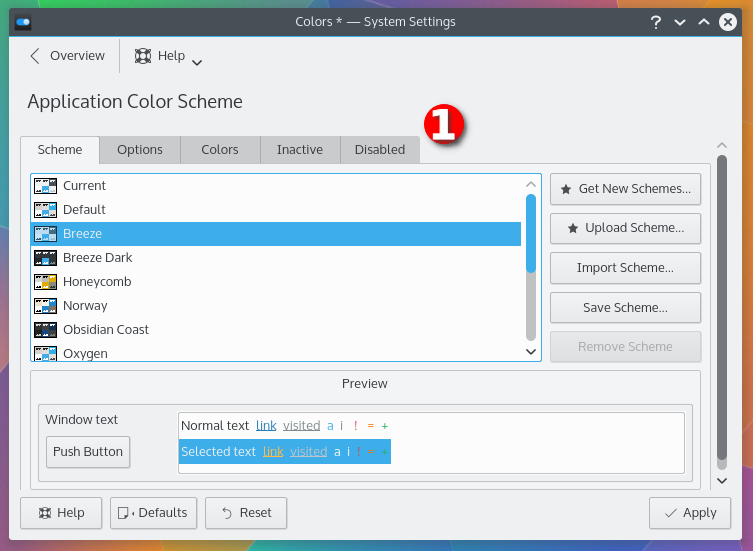 Colors * — System Settings
Overview Help
Application Color Scheme
1
Scheme Options Colors Inactive Disabled
Current
Default
Breeze
Breeze Dark
Honeycomb
Norway
Obsidian Coast
Oxygen
Get New Schemes...
Upload Scheme...
Import Scheme...
Save Scheme...
Remove Scheme
Preview
Window text
Push Button
Normal text link visited a i ! = +
Selected text link visited a i ! = +
Help Defaults Reset Apply